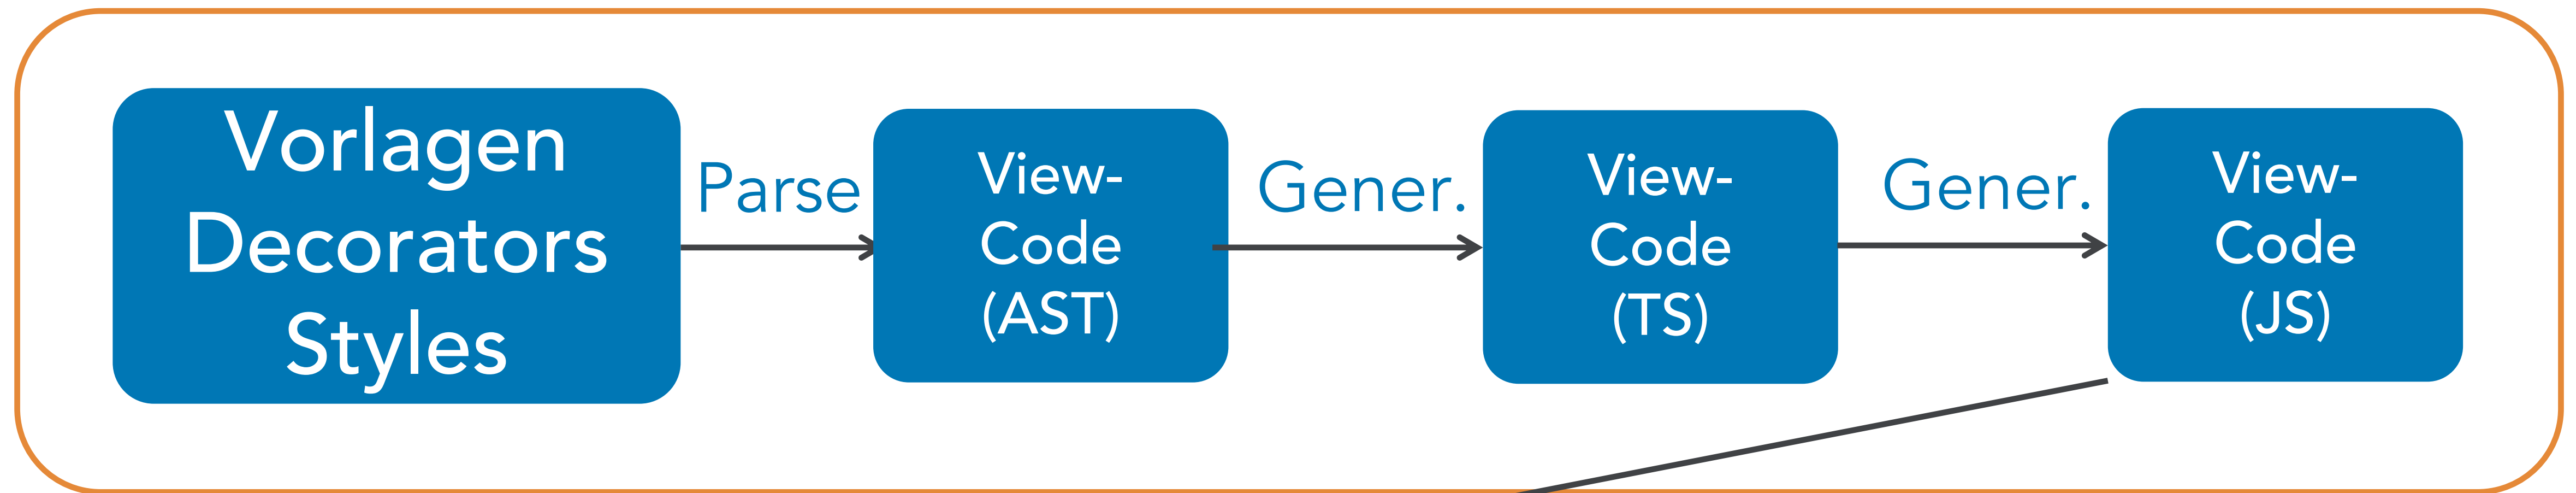 Vorlagen
Decorators
Styles
Parse
View-
Code
(AST)
Gener.
View-
Code
(TS)
Gener.
View-
Code
(JS)